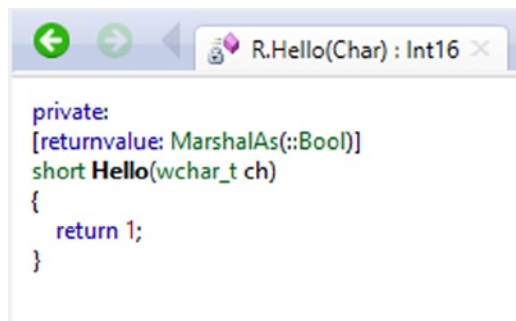 R.Hello(Char) : Int16
private:
[returnvalue: MarshalAs(::Bool)]
short Hello(wchar_t ch)
{
return 1;
}